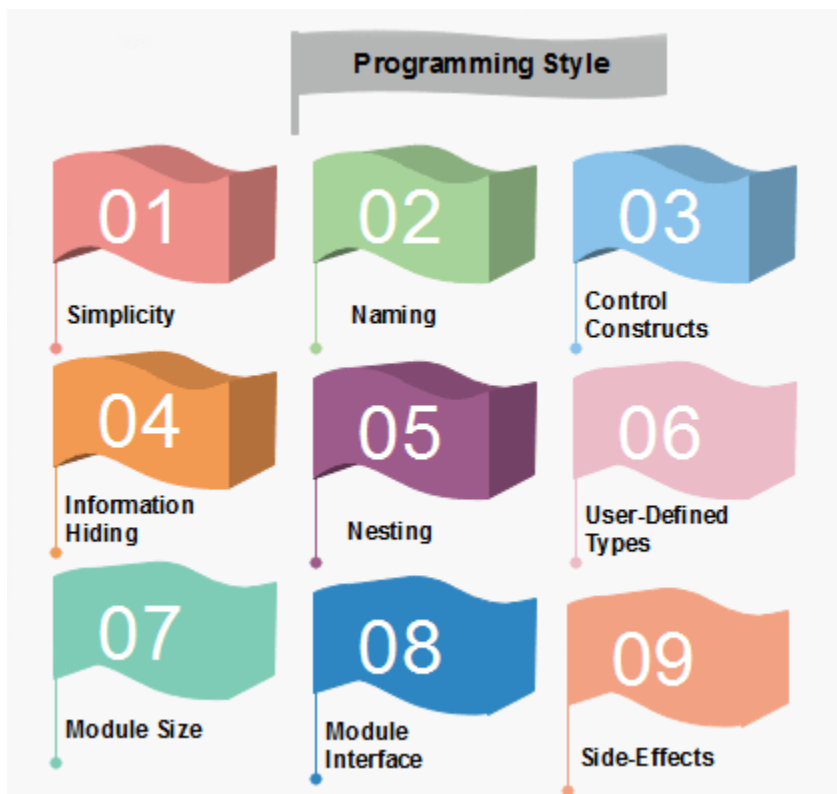 Programming Style
01
Simplicity
02
Naming
03
Control
Constructs
04
Information
Hiding
05
Nesting
06
User-Defined
Types
07
Module Size
08
Module
Interface
09
Side-Effects